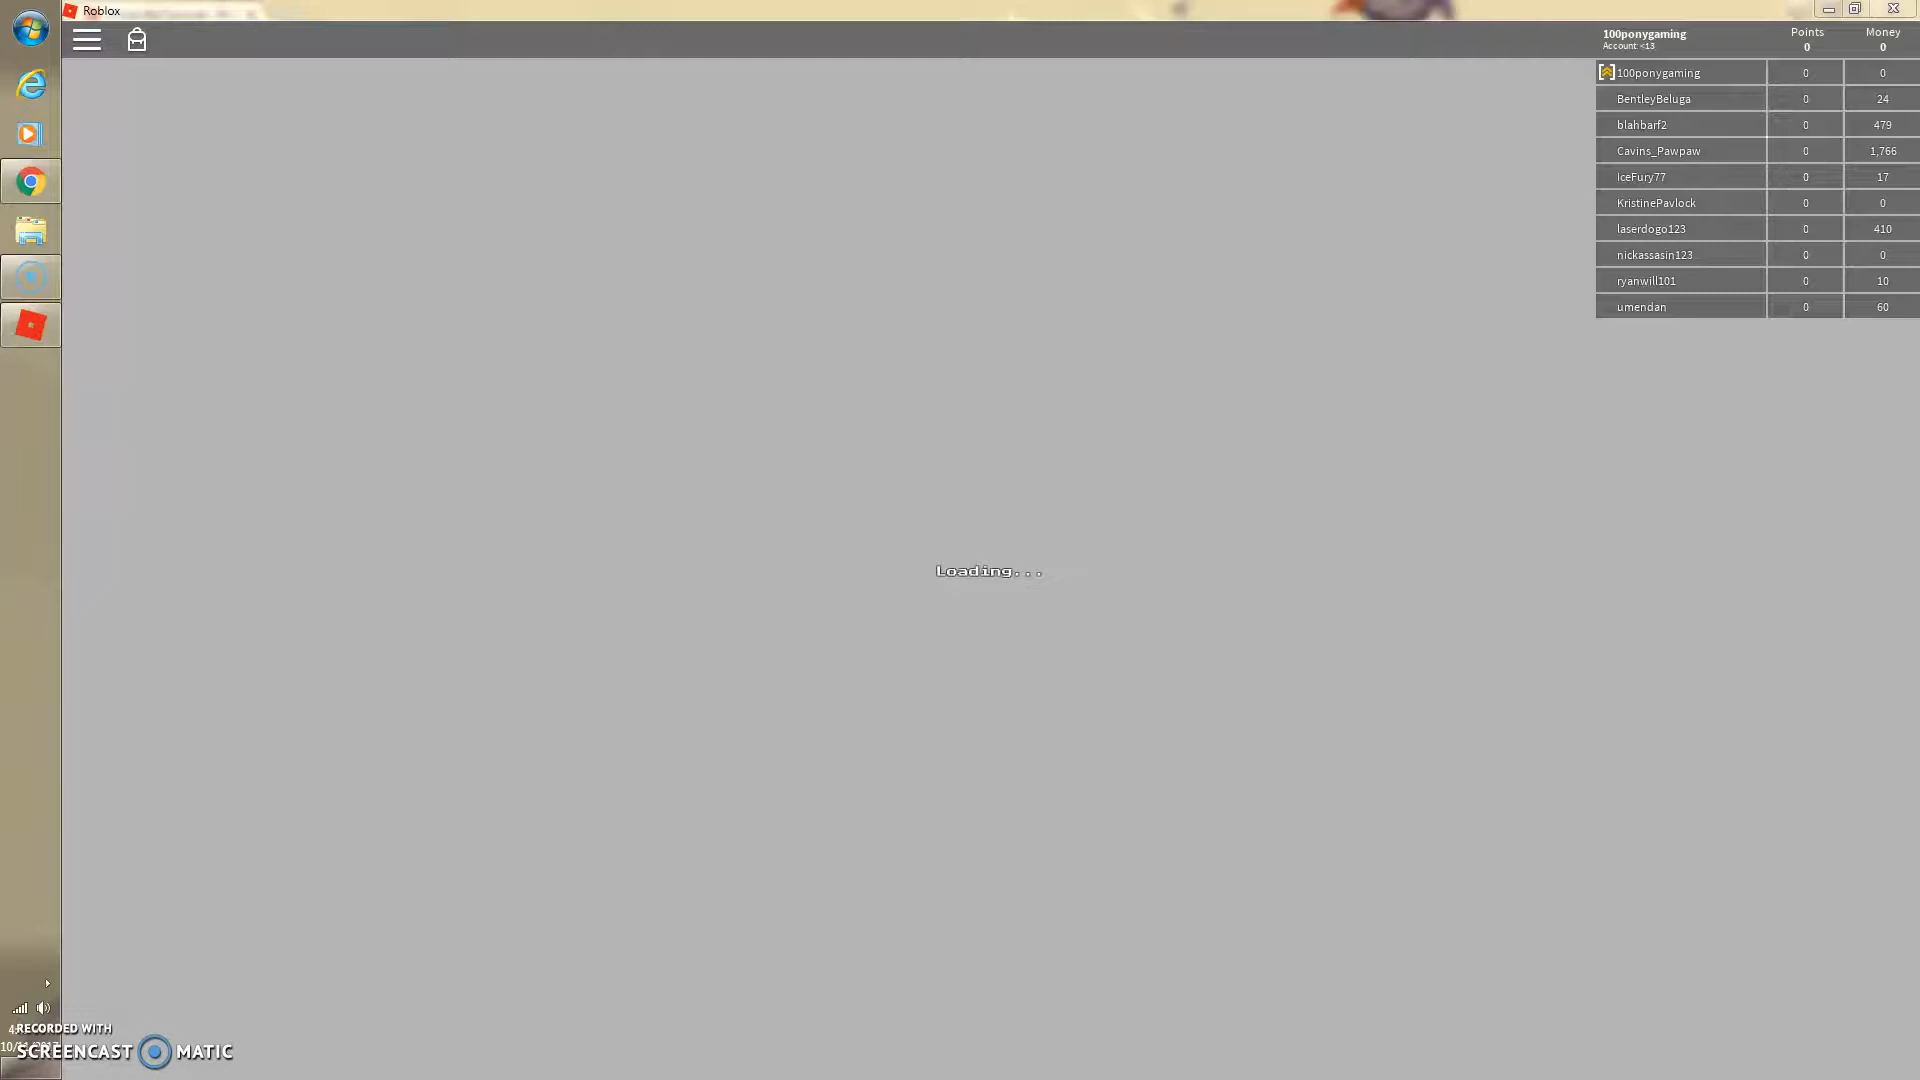 Roblox
100ponygaming Points Money
Account: <13 0 0
100ponygaming 0 0
BentleyBeluga 0 24
blahbarf2 0 479
Cavins_Pawpaw 0 1,766
IceFury77 0 17
KristinePavlock 0 0
laserdogo123 0 410
nickassasin123 0 0
ryanwill101 0 10
umendan 0 60
Loading...
RECORDED WITH
SCREENCAST MATIC